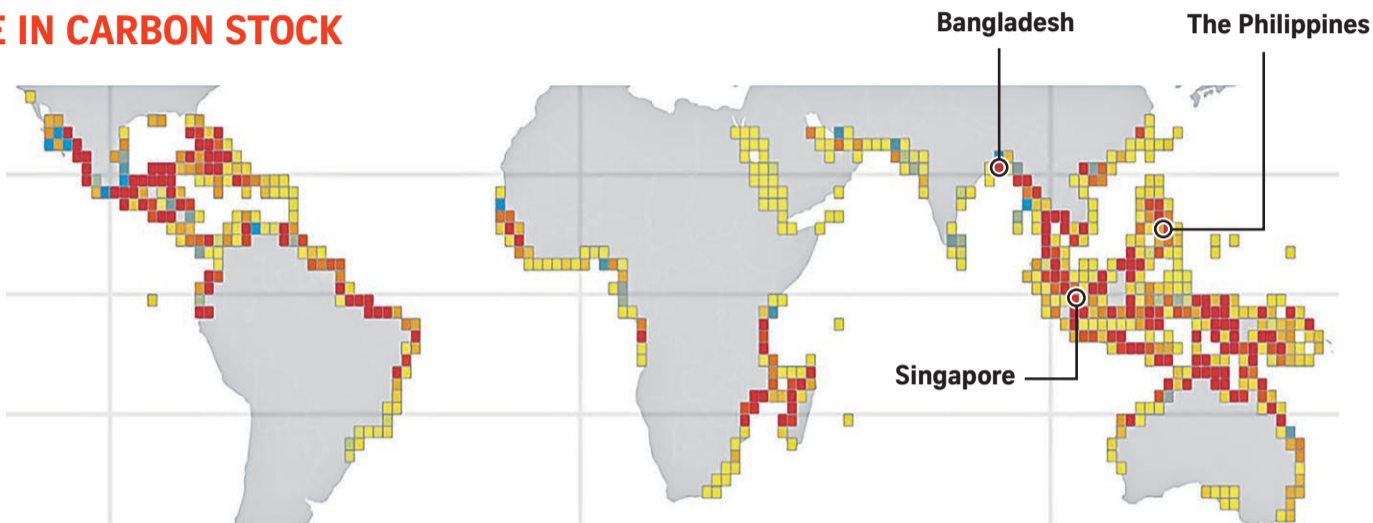 E IN CARBON STOCK
Bangladesh
The Philippines
Singapore